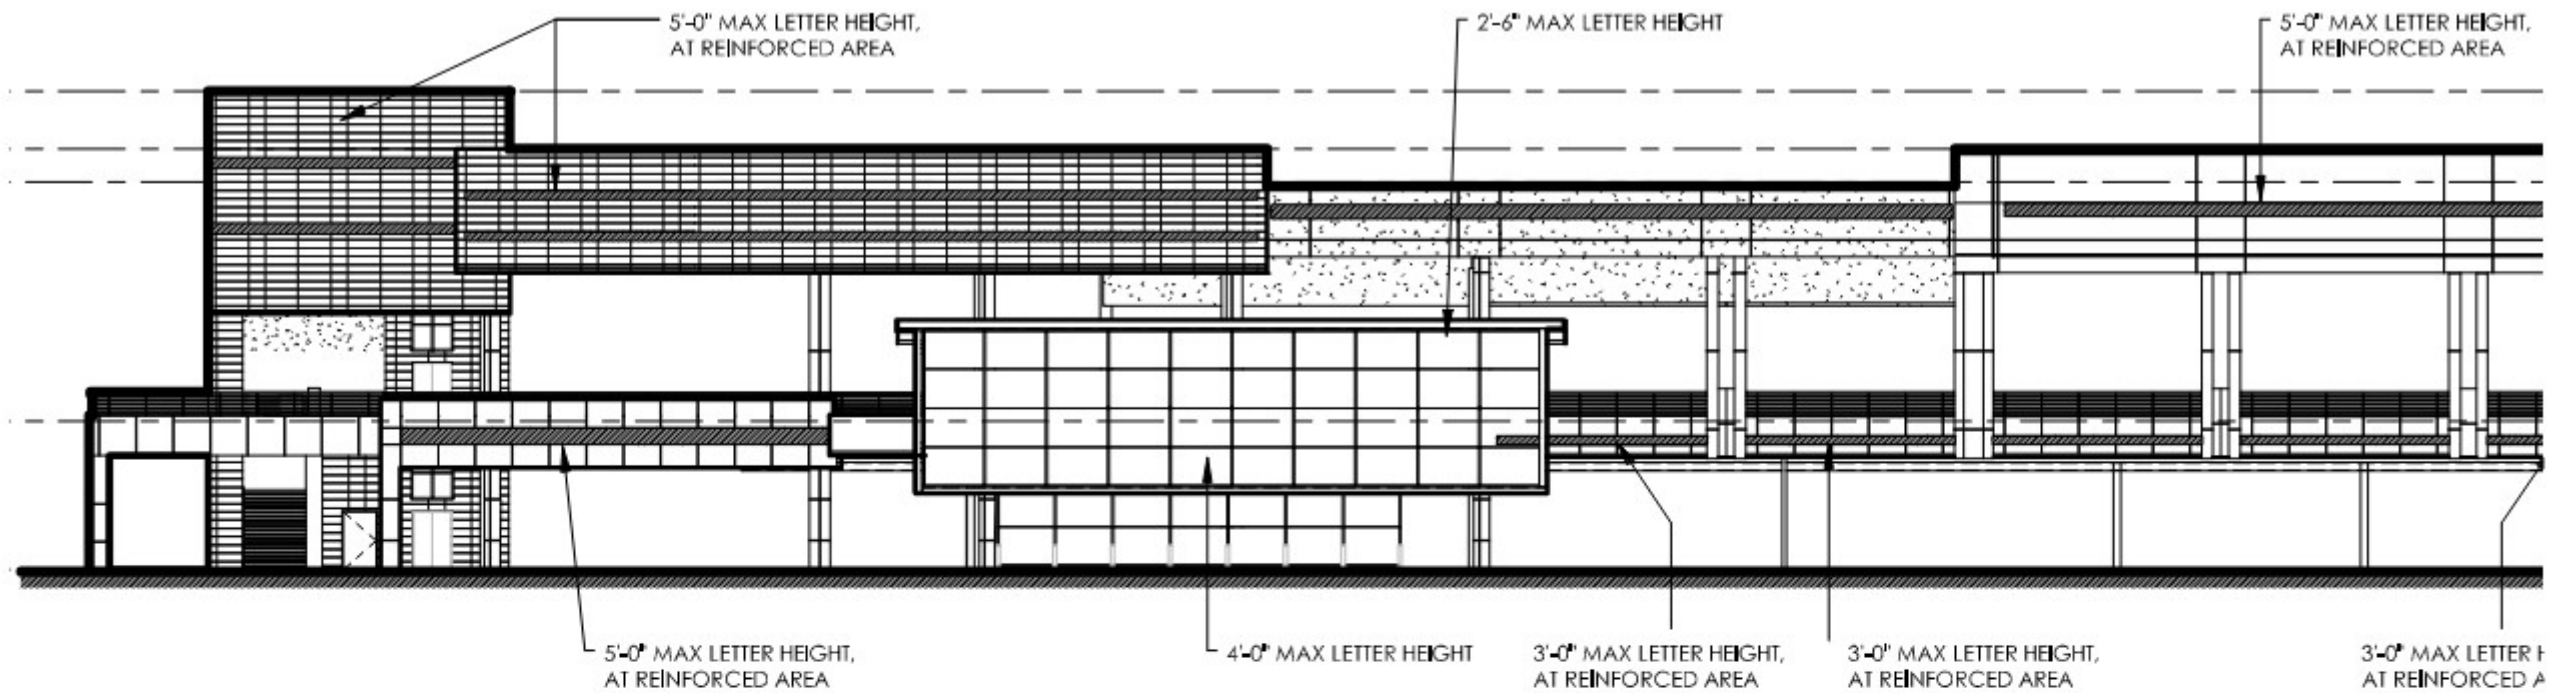 5'-0" MAX LETTER HEIGHT,
AT REINFORCED AREA
2'-6" MAX LETTER HEIGHT
5'-0" MAX LETTER HEIGHT,
AT REINFORCED AREA
5'-0" MAX LETTER HEIGHT,
AT REINFORCED AREA
4'-0" MAX LETTER HEIGHT
3'-0" MAX LETTER HEIGHT,
AT REINFORCED AREA
3'-0" MAX LETTER HEIGHT,
AT REINFORCED AREA
3'-0" MAX LETTER H
AT REINFORCED A